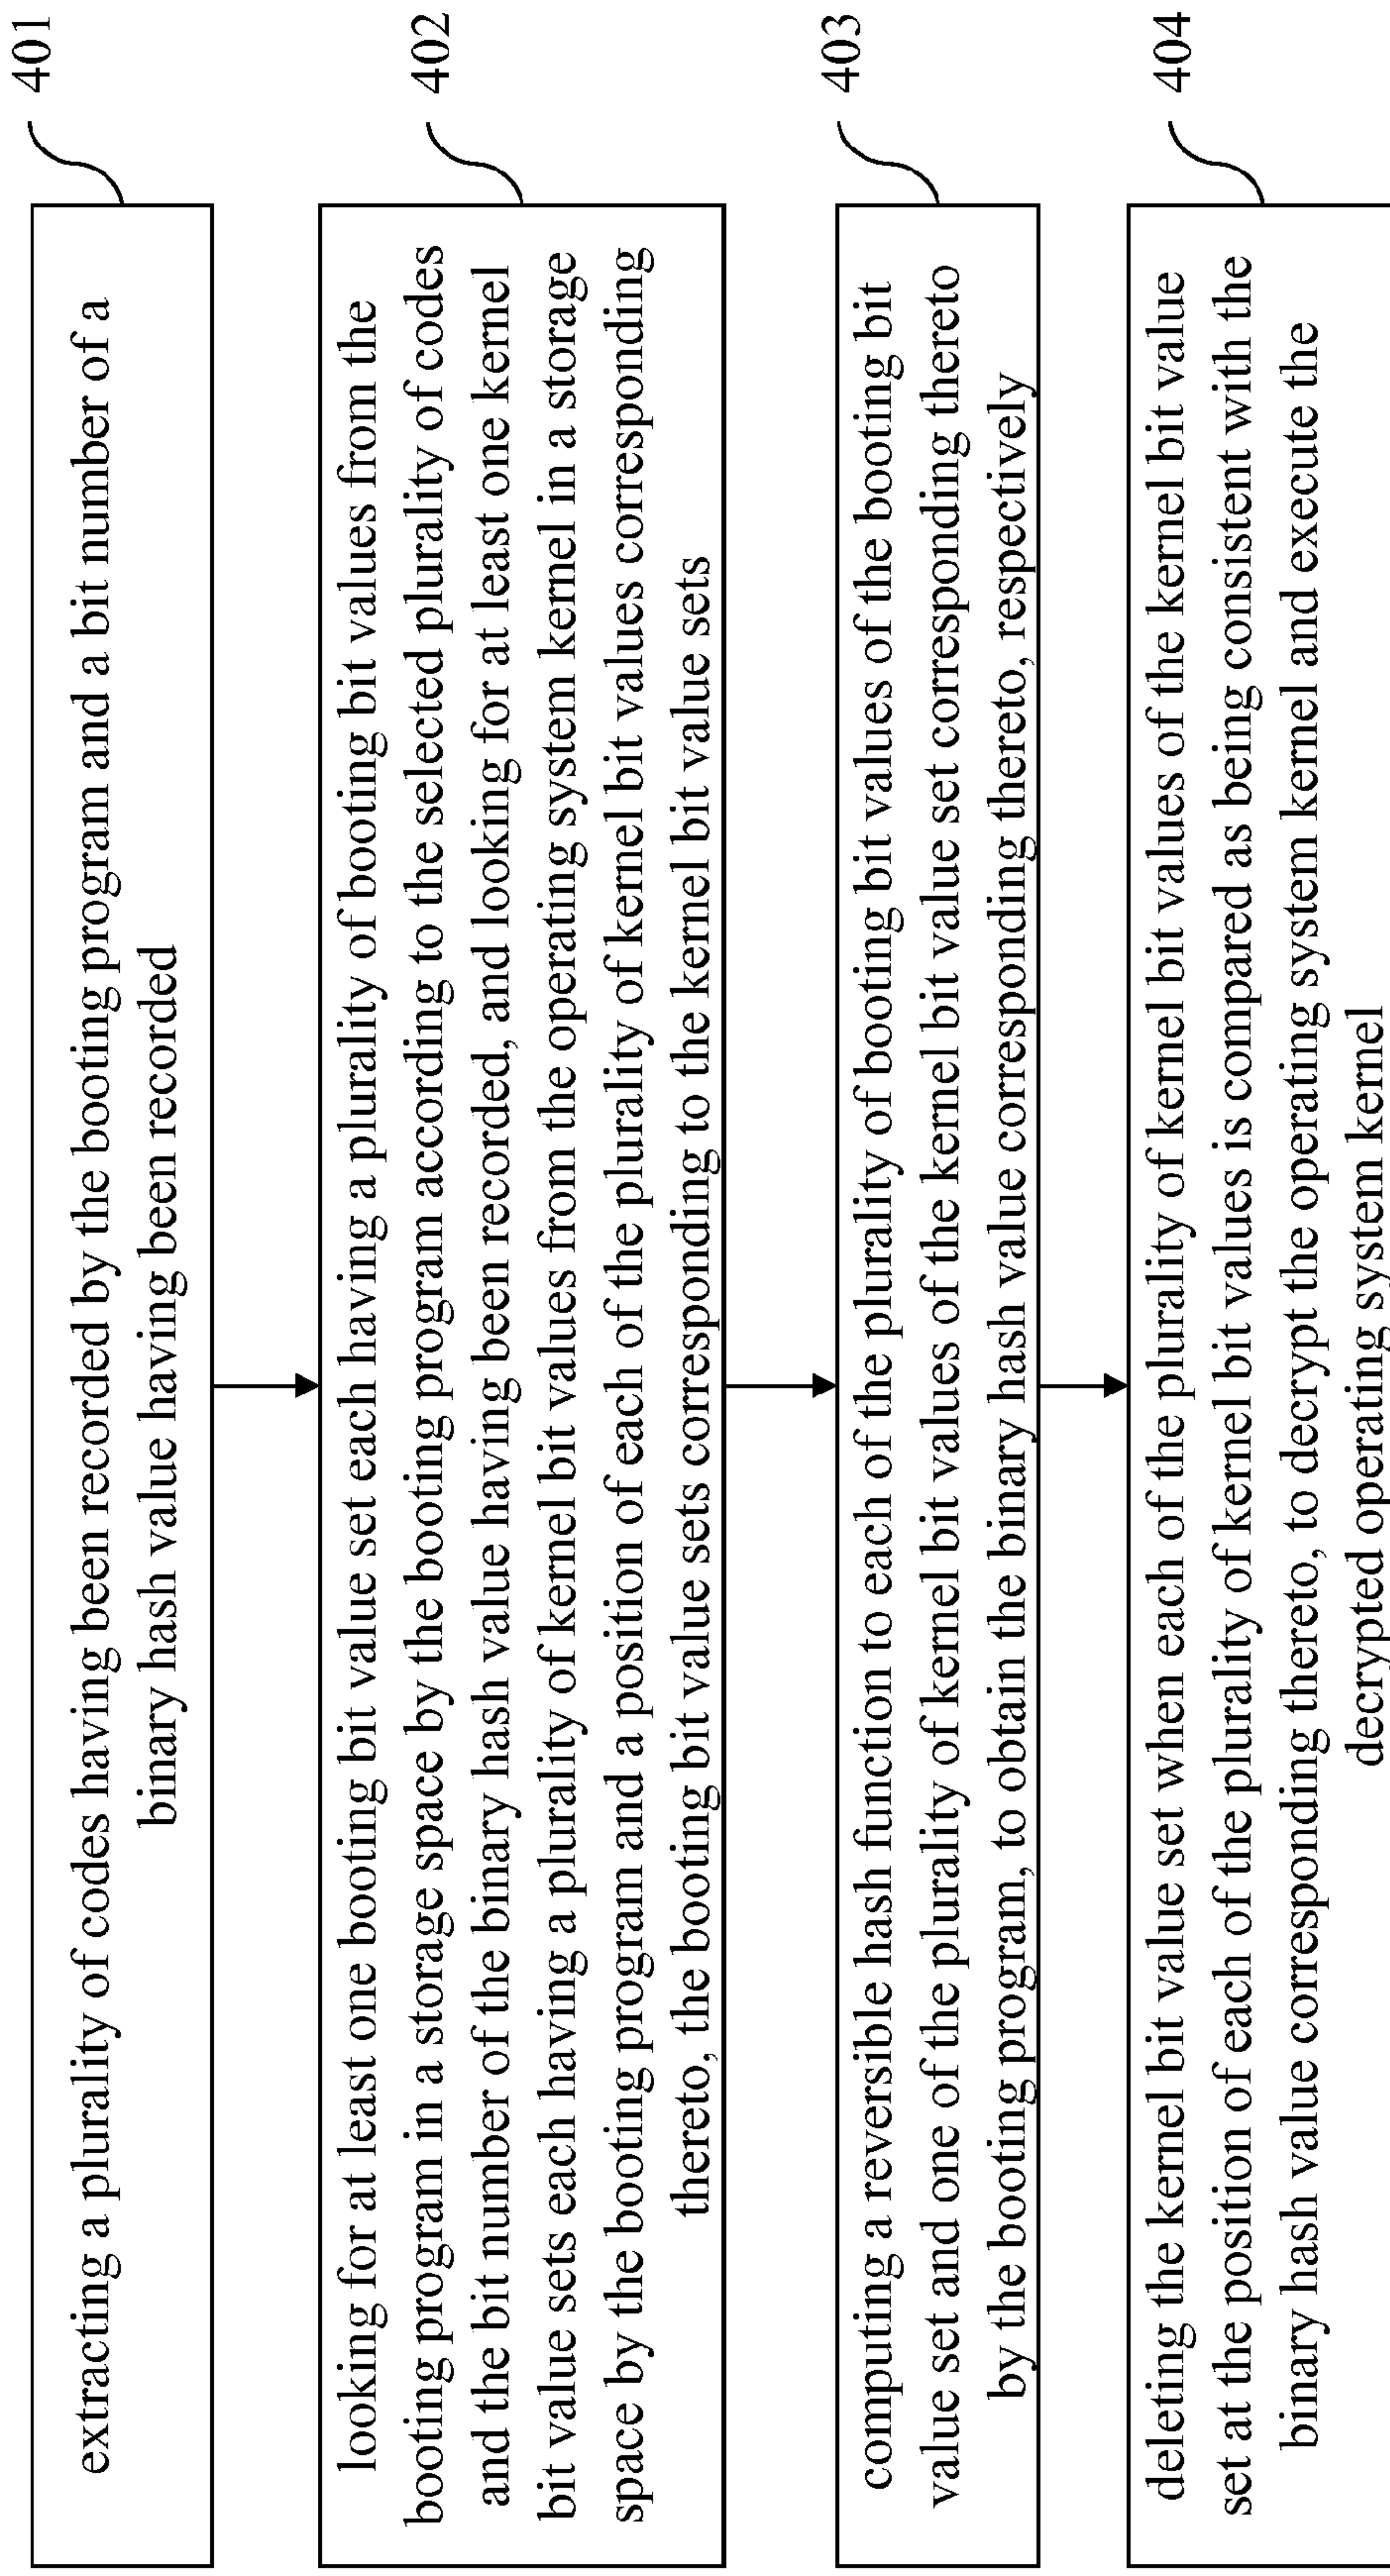 extracting a plurality of codes having been recorded by the booting program and a bit number of a
binary hash value having been recorded
401
looking for at least one booting bit value set each having a plurality of booting bit values from the
booting program in a storage space by the booting program according to the selected plurality of codes
and the bit number of the binary hash value having been recorded, and looking for at least one kernel
bit value sets each having a plurality of kernel bit values from the operating system kernel in a storage
space by the booting program and a position of each of the plurality of kernel bit values corresponding
thereto, the booting bit value sets corresponding to the kernel bit value sets
402
computing a reversible hash function to each of the plurality of booting bit values of the booting bit
value set and one of the plurality of kernel bit values of the kernel bit value set corresponding thereto
by the booting program, to obtain the binary hash value corresponding thereto, respectively
403
deleting the kernel bit value set when each of the plurality of kernel bit values of the kernel bit value
set at the position of each of the plurality of kernel bit values is compared as being consistent with the
binary hash value corresponding thereto, to decrypt the operating system kernel and execute the
decrypted operating system kernel
404